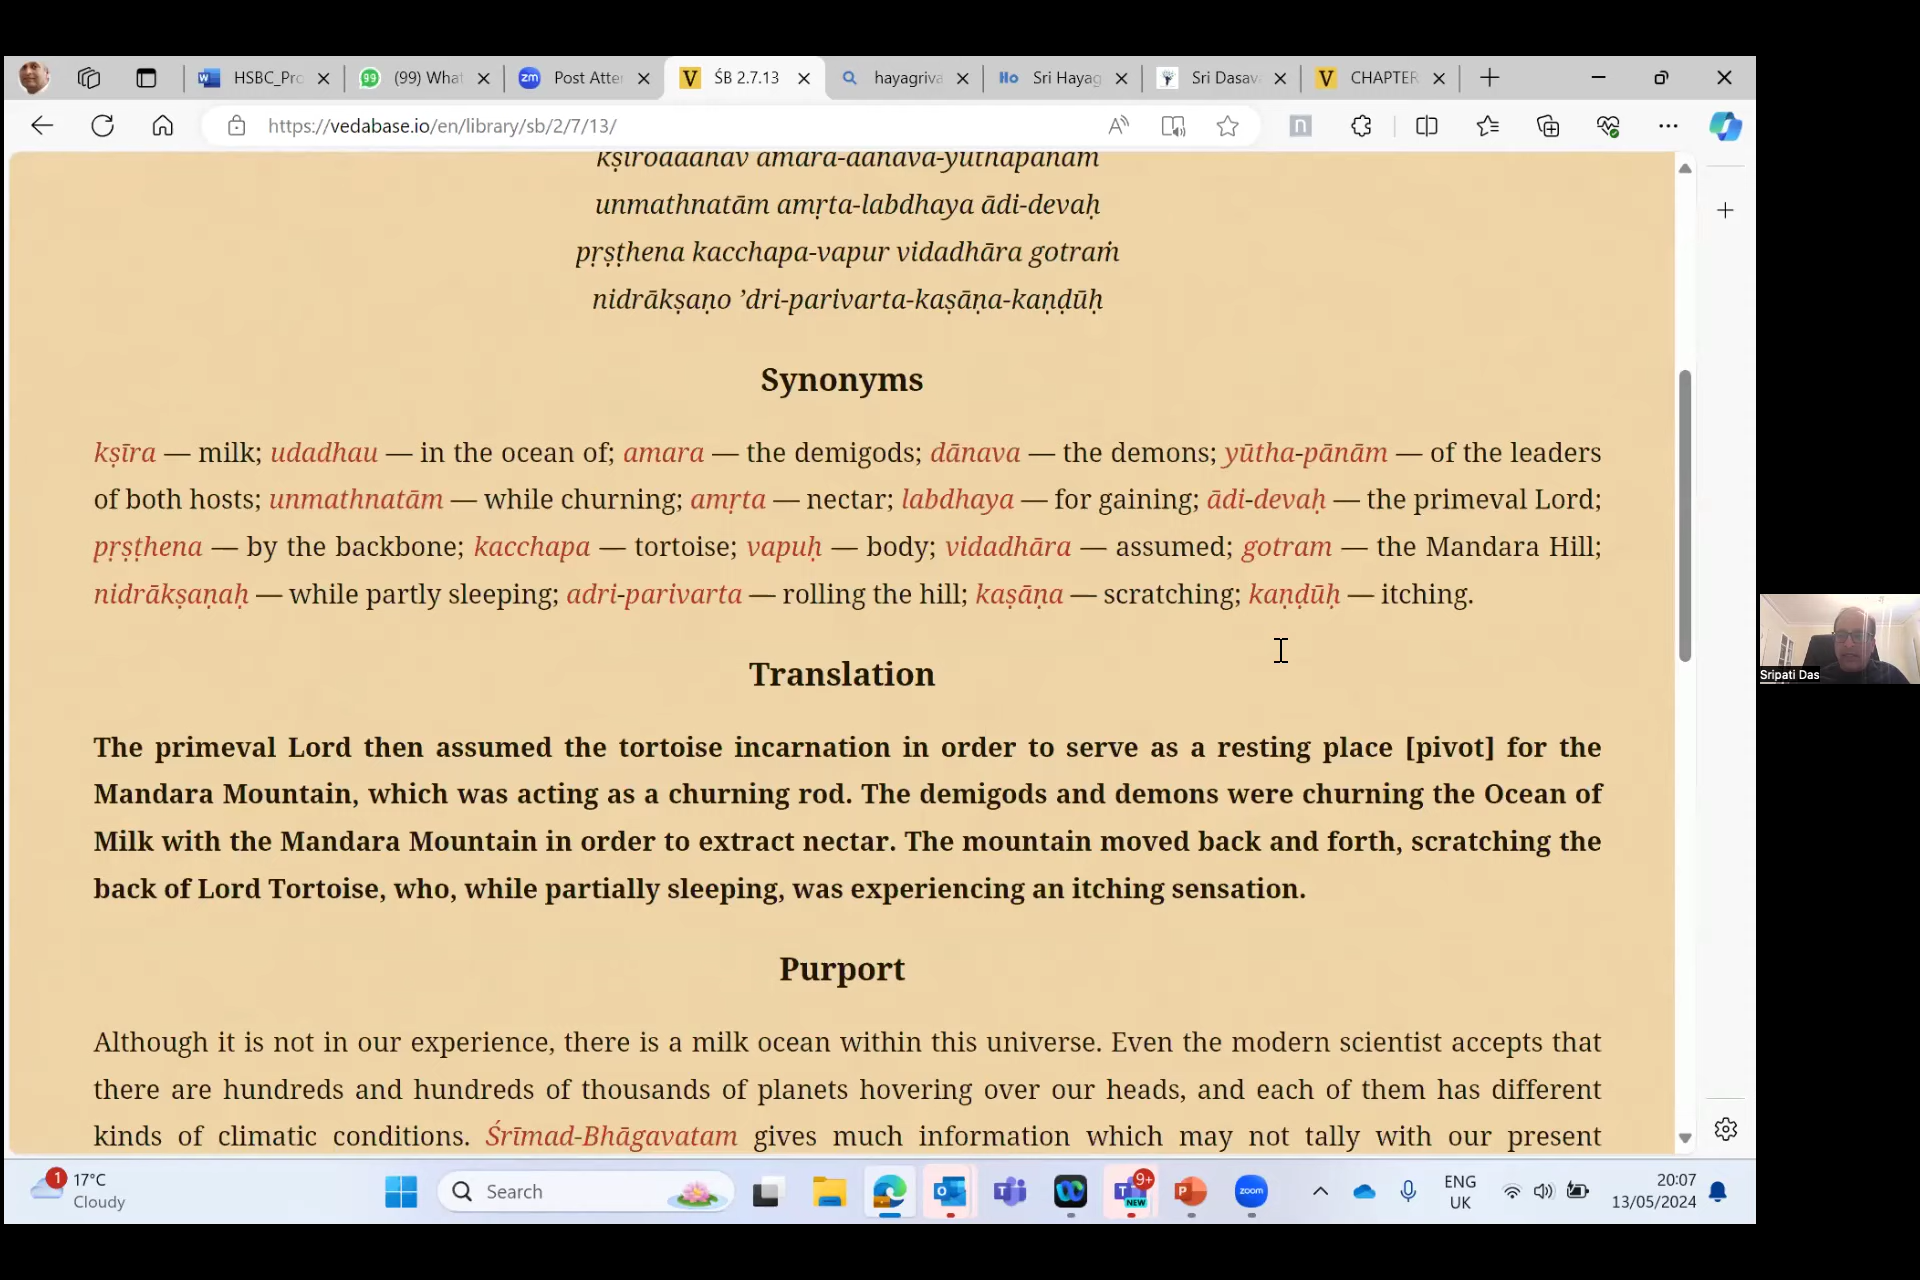 HSBC_Pro
99
(99) What
zm
Post Atte
V
ŚB 2.7.13
hayagriva
Ho
Sri Hayag
Sri Dasav
V
CHAPTER
https://vedabase.io/en/library/sb/2/7/13/
kṣīrodadhāv amara-dānava-yūthapānām
unmathnatām amṛta-labdhaya ādi-devaḥ
pṛṣṭhena kacchapa-vapur vidadhāra gotraṁ
nidrākṣaṇo ’dri-parivarta-kaṣāṇa-kaṇḍūḥ
Synonyms
kṣīra — milk; udadhau — in the ocean of; amara — the demigods; dānava — the demons; yūtha-pānām — of the leaders
of both hosts; unmathnatām — while churning; amṛta — nectar; labdhaya — for gaining; ādi-devaḥ — the primeval Lord;
pṛṣṭhena — by the backbone; kacchapa — tortoise; vapuḥ — body; vidadhāra — assumed; gotram — the Mandara Hill;
nidrākṣaṇaḥ — while partly sleeping; adri-parivarta — rolling the hill; kaṣāṇa — scratching; kaṇḍūḥ — itching.
Translation
The primeval Lord then assumed the tortoise incarnation in order to serve as a resting place [pivot] for the
Mandara Mountain, which was acting as a churning rod. The demigods and demons were churning the Ocean of
Milk with the Mandara Mountain in order to extract nectar. The mountain moved back and forth, scratching the
back of Lord Tortoise, who, while partially sleeping, was experiencing an itching sensation.
Purport
Although it is not in our experience, there is a milk ocean within this universe. Even the modern scientist accepts that
there are hundreds and hundreds of thousands of planets hovering over our heads, and each of them has different
kinds of climatic conditions. Śrīmad-Bhāgavatam gives much information which may not tally with our present
Sripati Das
1
17°C
Cloudy
Search
9+
NEW
zoom
ENG
UK
20:07
13/05/2024